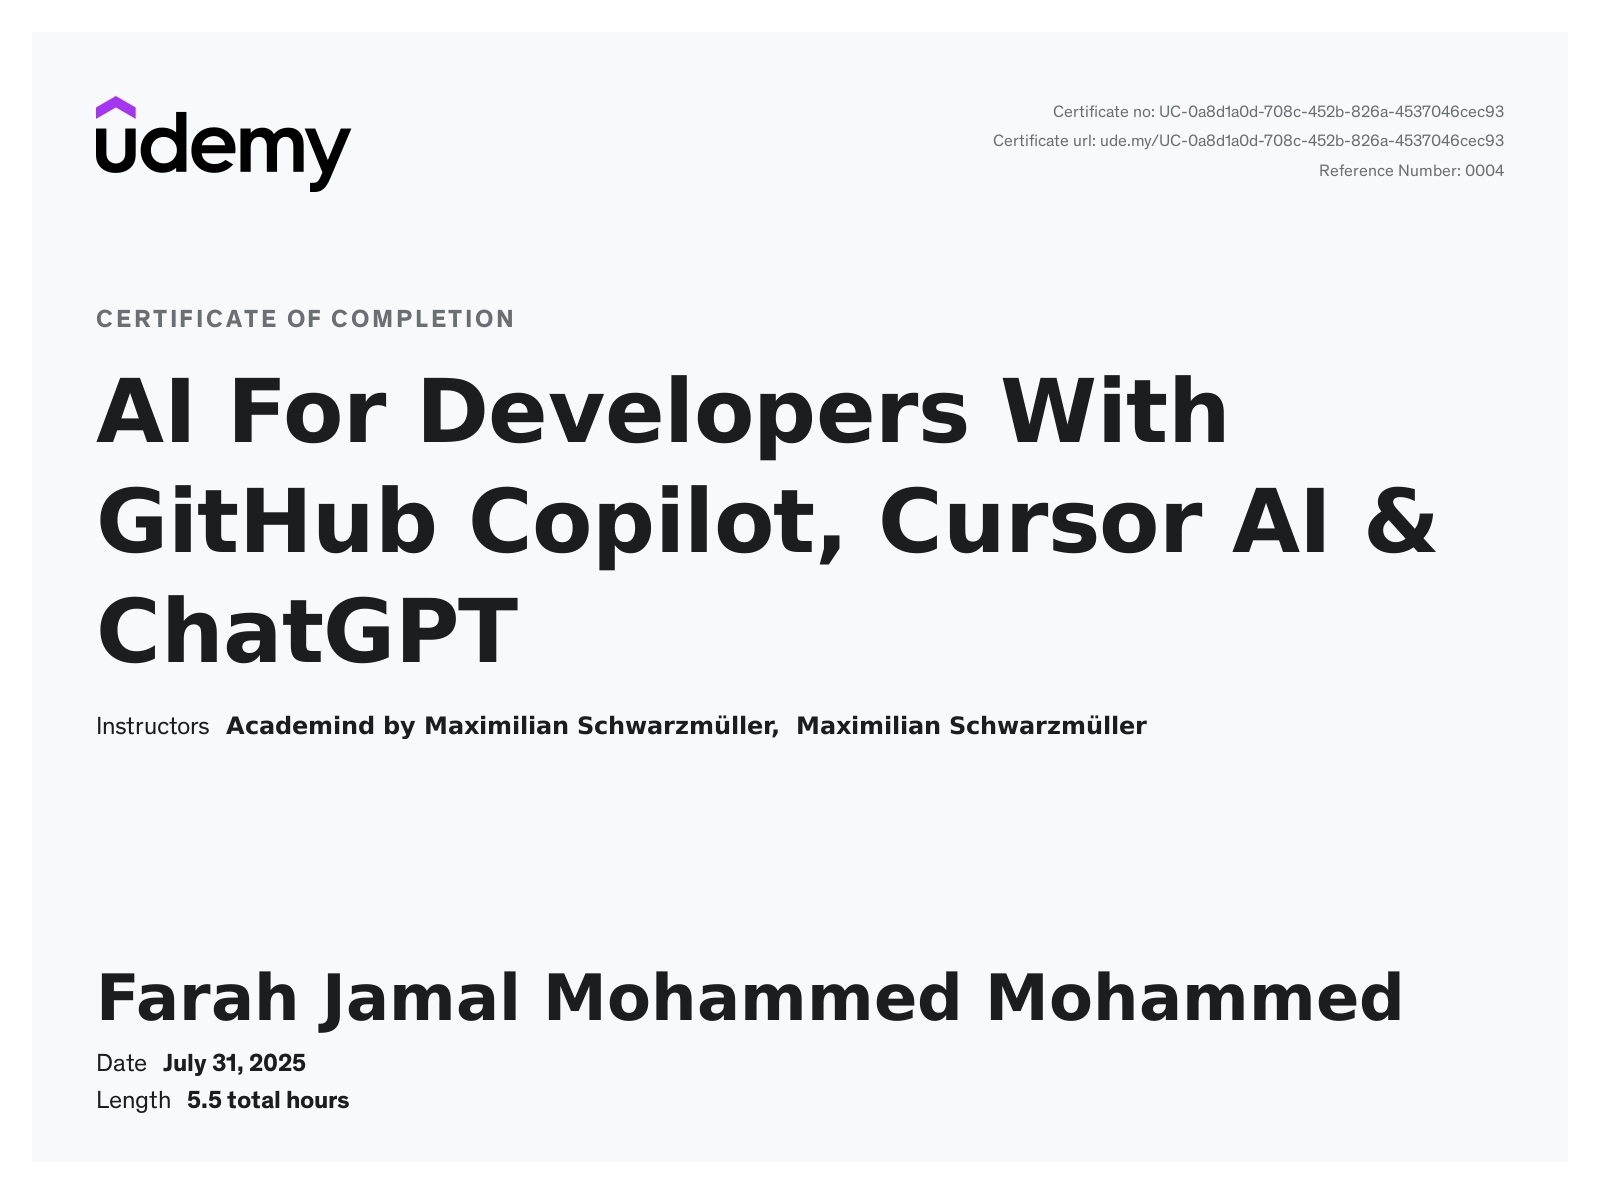 udemy
Certificate no: UC-0a8d1a0d-708c-452b-826a-4537046cec93
Certificate url: ude.my/UC-0a8d1a0d-708c-452b-826a-4537046cec93
Reference Number: 0004
CERTIFICATE OF COMPLETION
AI For Developers With
GitHub Copilot, Cursor AI &
ChatGPT
Instructors Academind by Maximilian Schwarzmüller, Maximilian Schwarzmüller
Farah Jamal Mohammed Mohammed
Date July 31, 2025
Length 5.5 total hours